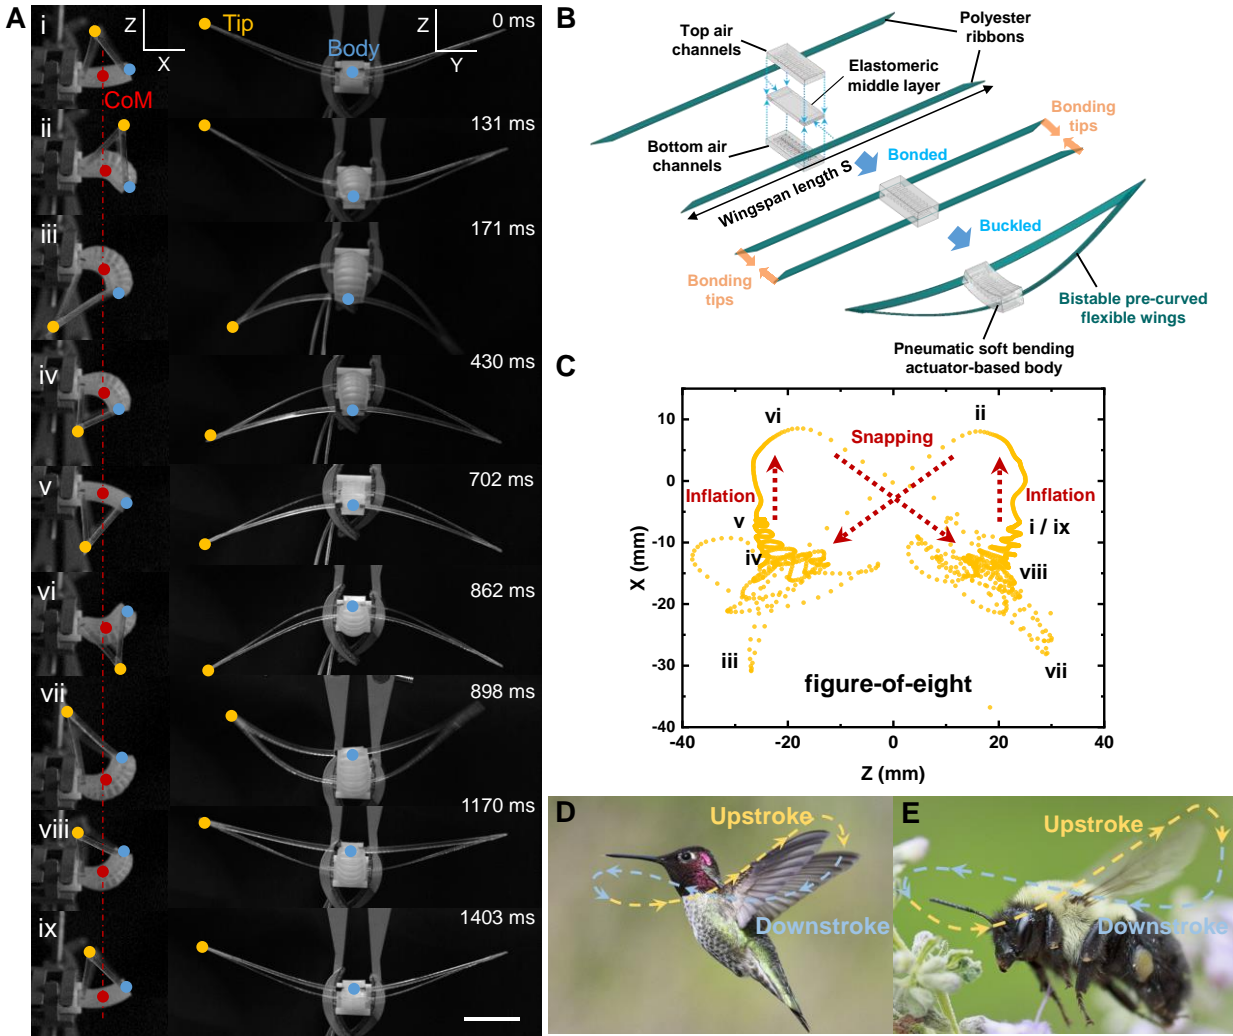 A
i
Z
X
CoM
Tip
Body
Z
Y
0 ms
ii
131 ms
iii
171 ms
iv
430 ms
v
702 ms
vi
862 ms
vii
898 ms
viii
1170 ms
ix
1403 ms
B
Top air
channels
Polyester
ribbons
Elastomeric
middle layer
Bottom air
channels
Wingspan length S
Bonded
Bonding
tips
Buckled
Bonding
tips
Bistable pre-curved
flexible wings
Pneumatic soft bending
actuator-based body
C
10
0
-10
-20
-30
-40
X (mm)
-40
-20
0
20
40
Z (mm)
vi
ii
Snapping
Inflation
Inflation
v
i / ix
iv
viii
iii
vii
figure-of-eight
D
Upstroke
Downstroke
E
Upstroke
Downstroke